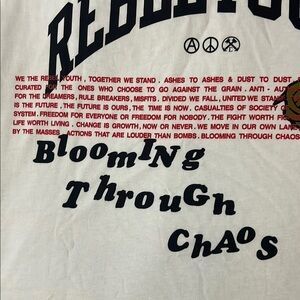 WE THE REBEL YOUTH , TOGETHER WE STAND . ASHES TO ASHES & DUST TO DUST
CURATED FOR THE ONES WHO CHOOSE TO GO AGAINST THE GRAIN . ANTI -
FOR THE DREAMERS, RULE BREAKERS, MISFITS . DIVIDED WE FALL , UNITED WE STAND
IS THE FUTURE , THE FUTURE IS OURS , THE TIME IS NOW . CASUALTIES OF SOCIETY
SYSTEM. FREEDOM FOR EVERYONE OR FREEDOM FOR NOBODY . THE FIGHT WORTH
LIFE WORTH LIVING . CHANGE IS GROWTH, NOW OR NEVER . WE MOVE IN OUR OWN
BY THE MASSES . ACTIONS THAT ARE LOUDER THAN BOMBS . BLOOMING THROUGH CHAOS
BlooMING
ThrouGh
ChAoS